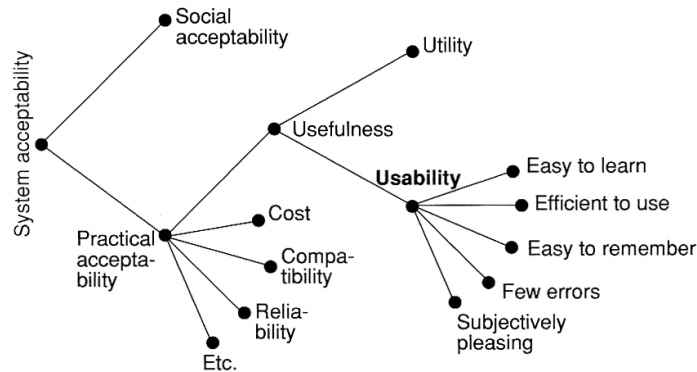 System acceptability
Social
acceptability
Utility
Usefulness
Usability
Easy to learn
Efficient to use
Easy to remember
Few errors
Subjectively
pleasing
Practical
accepta-
bility
Cost
Compa-
tibility
Relia-
bility
Etc.